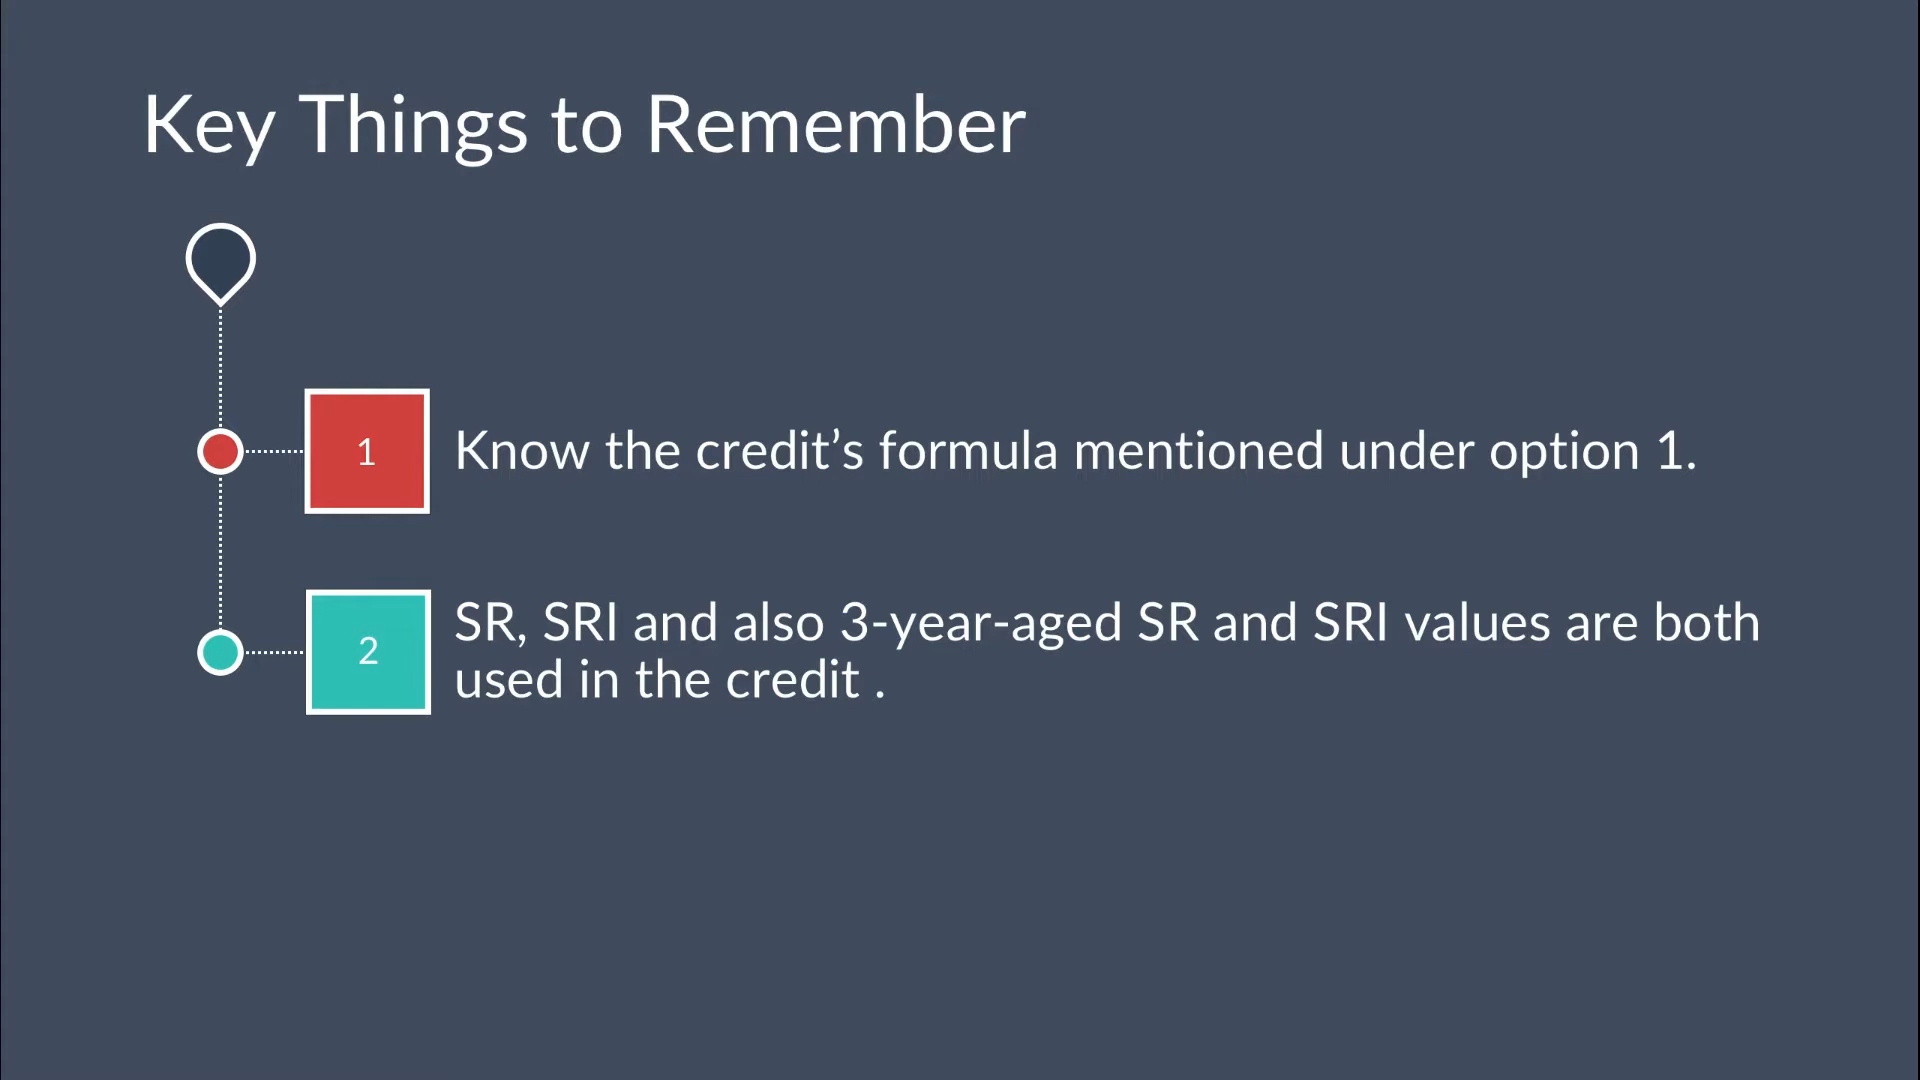 Key Things to Remember
1
Know the credit’s formula mentioned under option 1.
2
SR, SRI and also 3-year-aged SR and SRI values are both
used in the credit .